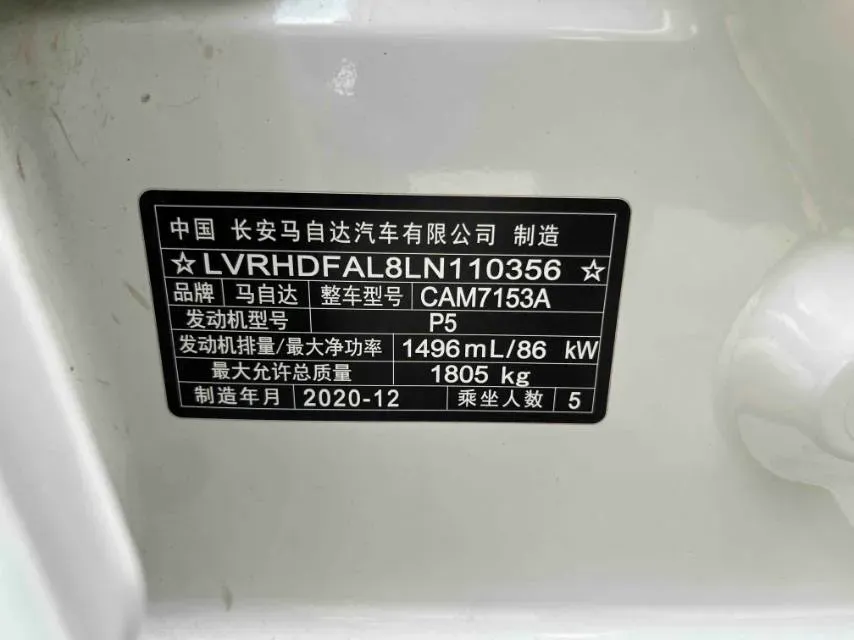 中国 长安马自达汽车有限公司 制造
☆LVRHDFAL8LN110356☆
品牌 马自达 整车型号 CAM7153A
发动机型号 P5
发动机排量/最大净功率 1496mL/86 kW
最大允许总质量 1805 kg
制造年月 2020-12 乘坐人数 5